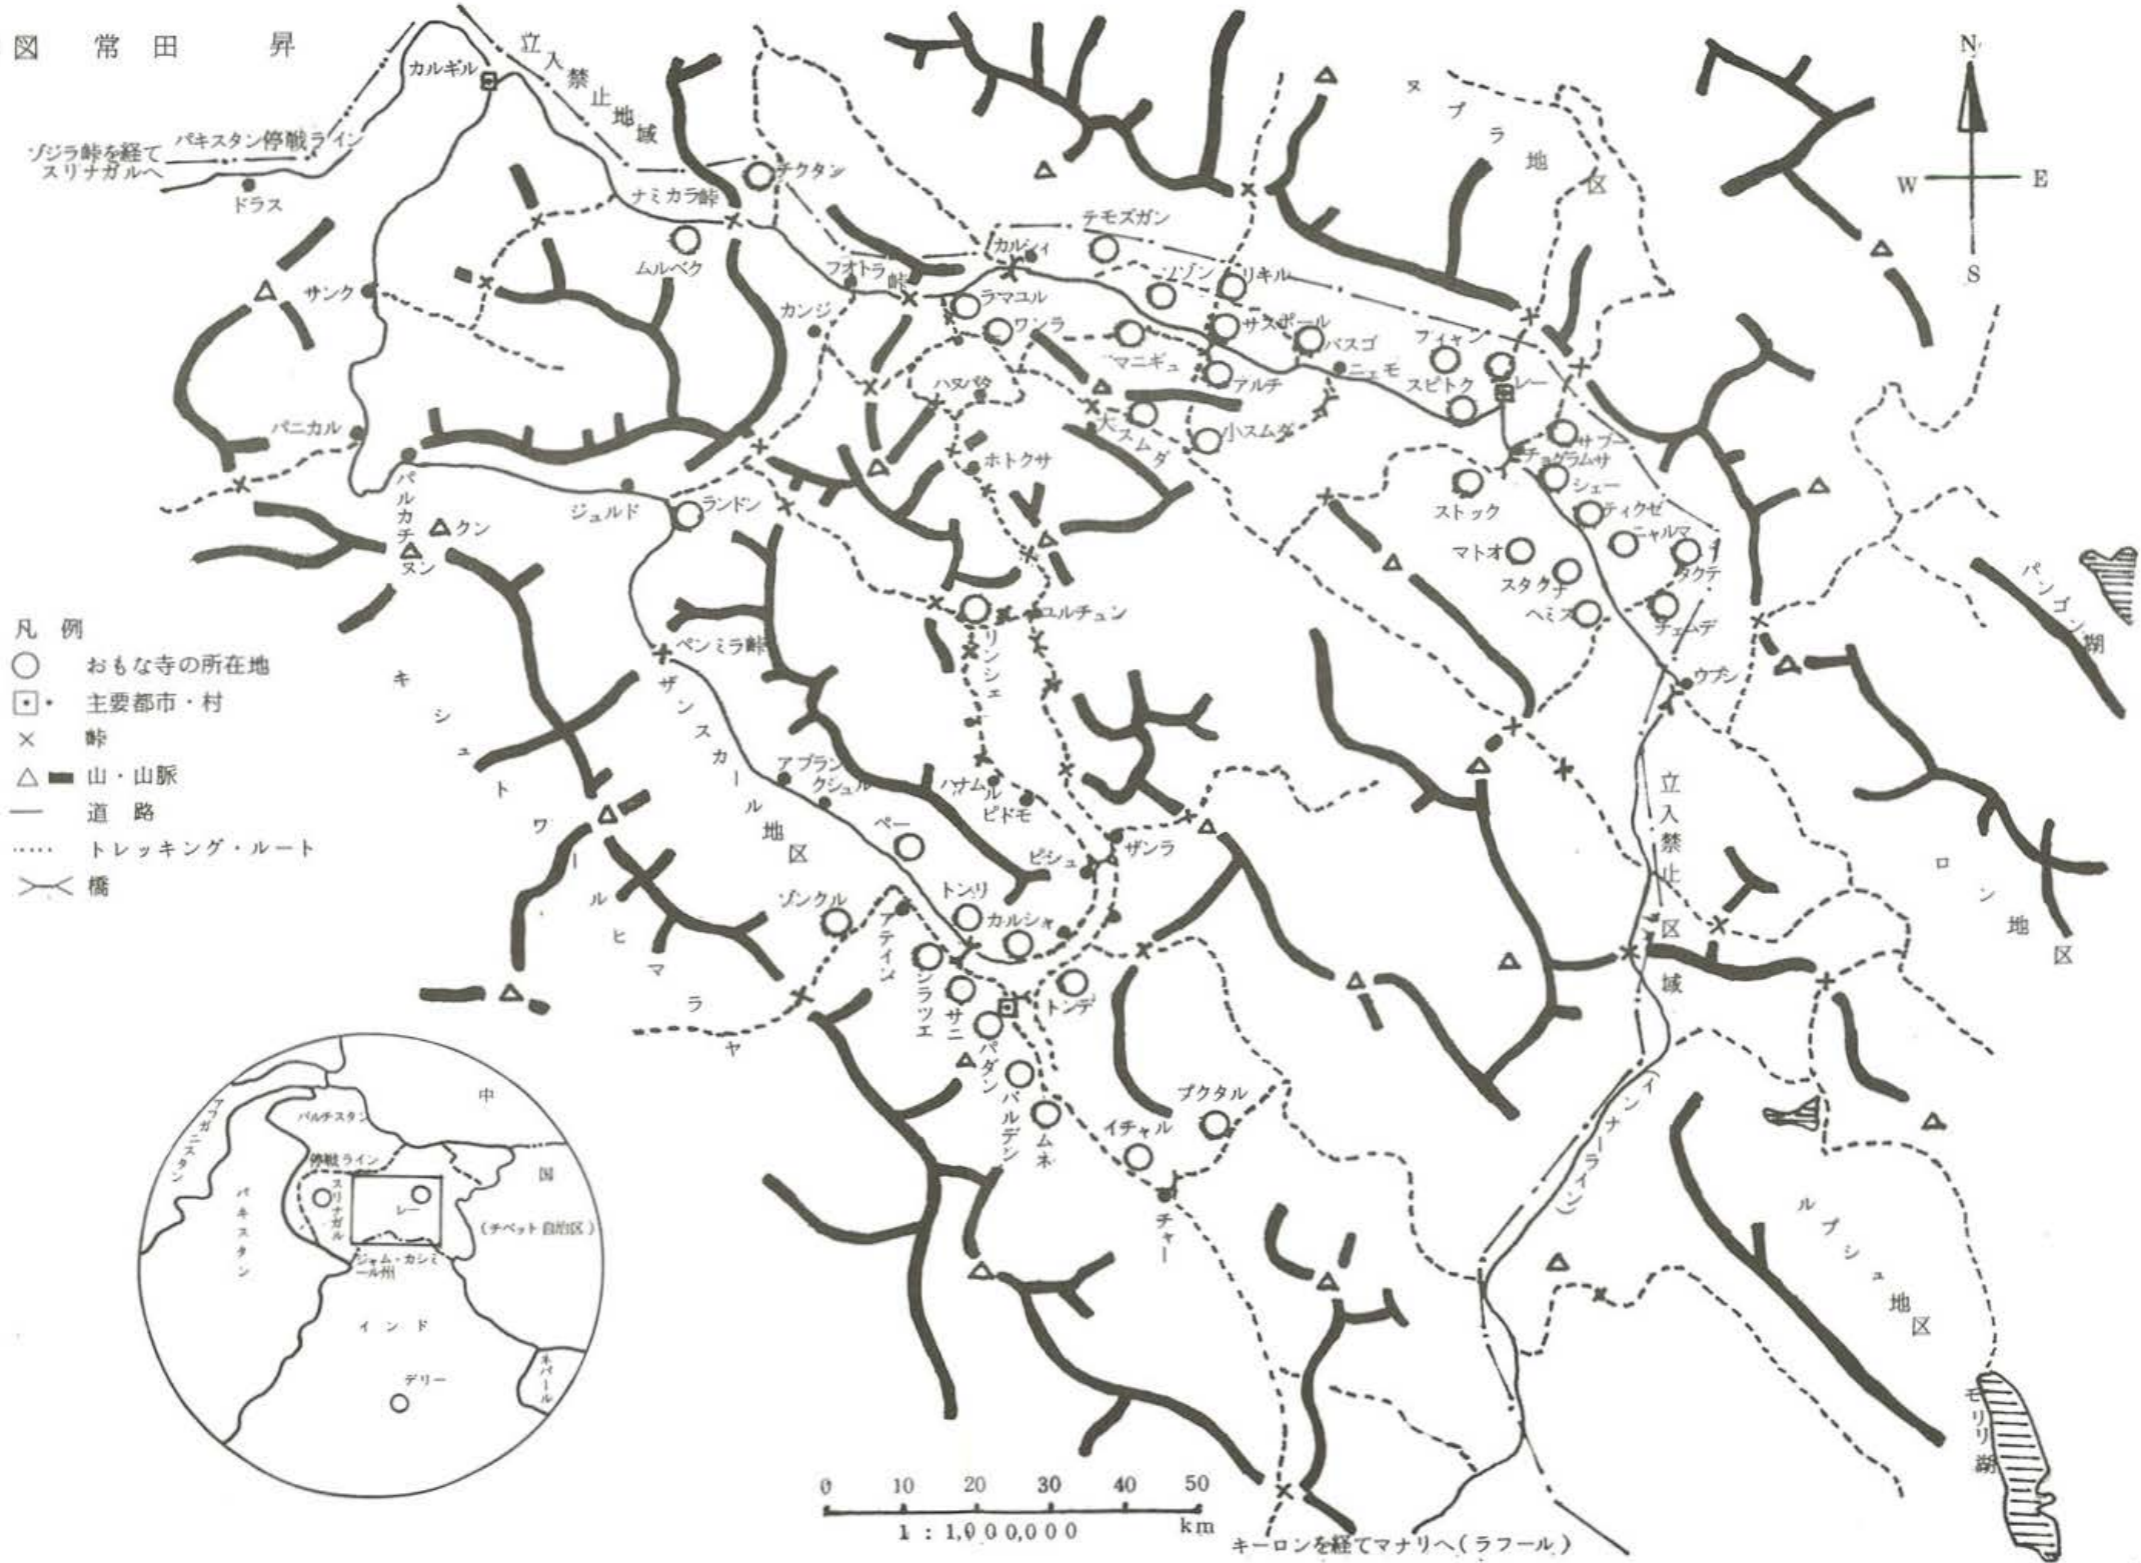 図 常田 昇
カルギル
立入禁止地域
パキスタン停戦ライン
ゾジラ峠を経て
スリナガルへ
ドラス
ナミカラ峠
チクタン
ムルベク
サンク
カンジ
フオトラ峠
カルシィ
テモズガン
ヌブラ地区
N
W
E
S
ラマユル
ワンラ
ソゾン
リキル
サスポール
マニギュ
アルチ
バスゴ
ニェモ
フィャン
スピトク
レー
ハヌパタ
大スムダ
小スムダ
サブー
チョグラムサ
シェー
ストック
ティクゼ
ニャルマ
マトオ
スタクナ
タクテ
ヘミス
チェムデ
ウプシ
パンゴン湖
パニカル
パルカチ
クン
ヌン
ジュルド
ランドン
ホトクサ
ユルチュン
リンシェ
ペンミラ峠
ザンスカール地区
キシュトワール
ヒマラヤ
アブラン
クシュル
ハナムル
ピドモ
ペー
ピシュ
ザンラ
ゾンクル
アティン
トンリ
カルシャ
シラツエ
サニ
トンデ
パダン
バルデン
ムネ
イチャル
プクタル
チャー
立入禁止区域
(インナーライン)
ロン地区
ルプシュ地区
モリリ湖
凡例
おもな寺の所在地
主要都市・村
峠
山・山脈
道路
トレッキング・ルート
橋
アフガニスタン
バルチスタン
中国
停戦ライン
スリナガル
レー
パキスタン
(チベット自治区)
ジャム・カシミ
ール州
インド
デリー
ネパール
0 10 20 30 40 50
1:1,000,000 km
キーロンを経てマナリへ(ラフール)